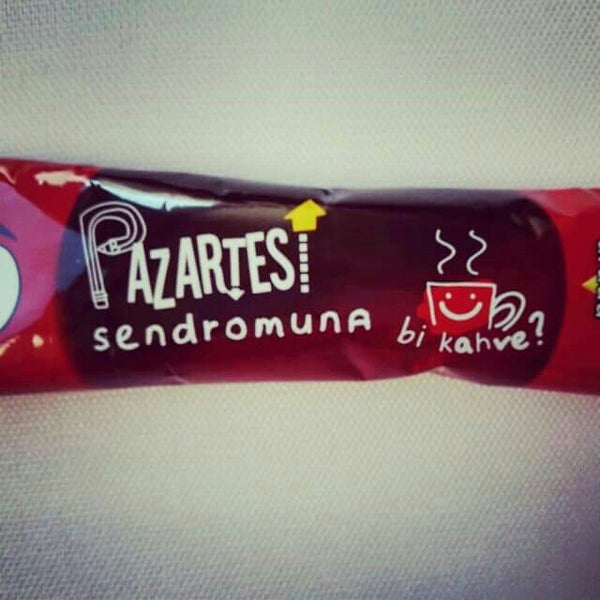 PAZARTESİ
sendromuna
bi kahve?